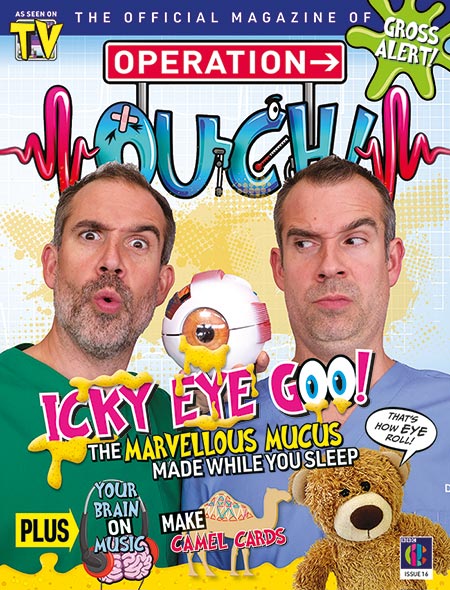 AS SEEN ON
TV
THE OFFICIAL MAGAZINE OF
GROSS
ALERT!
OPERATION→
OUCH!
ICKY EYE GOO!
THE MARVELLOUS MUCUS
MADE WHILE YOU SLEEP
THAT'S
HOW EYE
ROLL!
PLUS
YOUR
BRAIN
ON
MUSIC
MAKE
CAMEL CARDS
CBBC
ISSUE 16